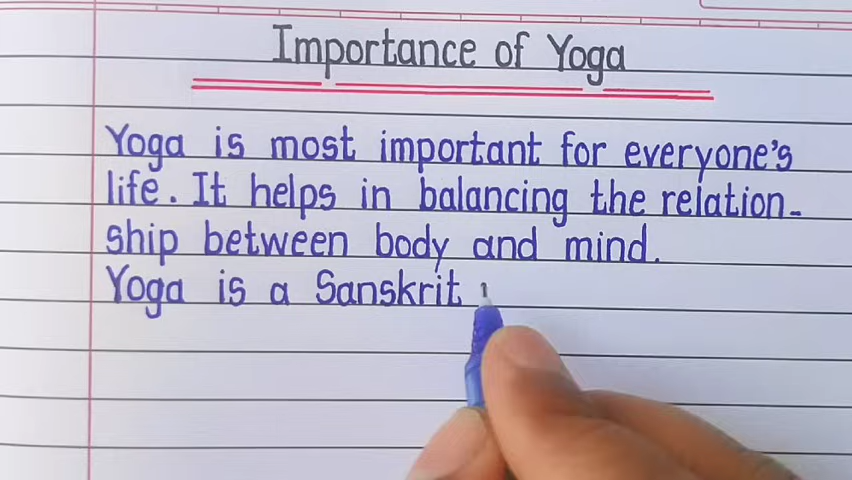 Importance of Yoga
Yoga is most important for everyone's
life. It helps in balancing the relation-
ship between body and mind.
Yoga is a Sanskrit